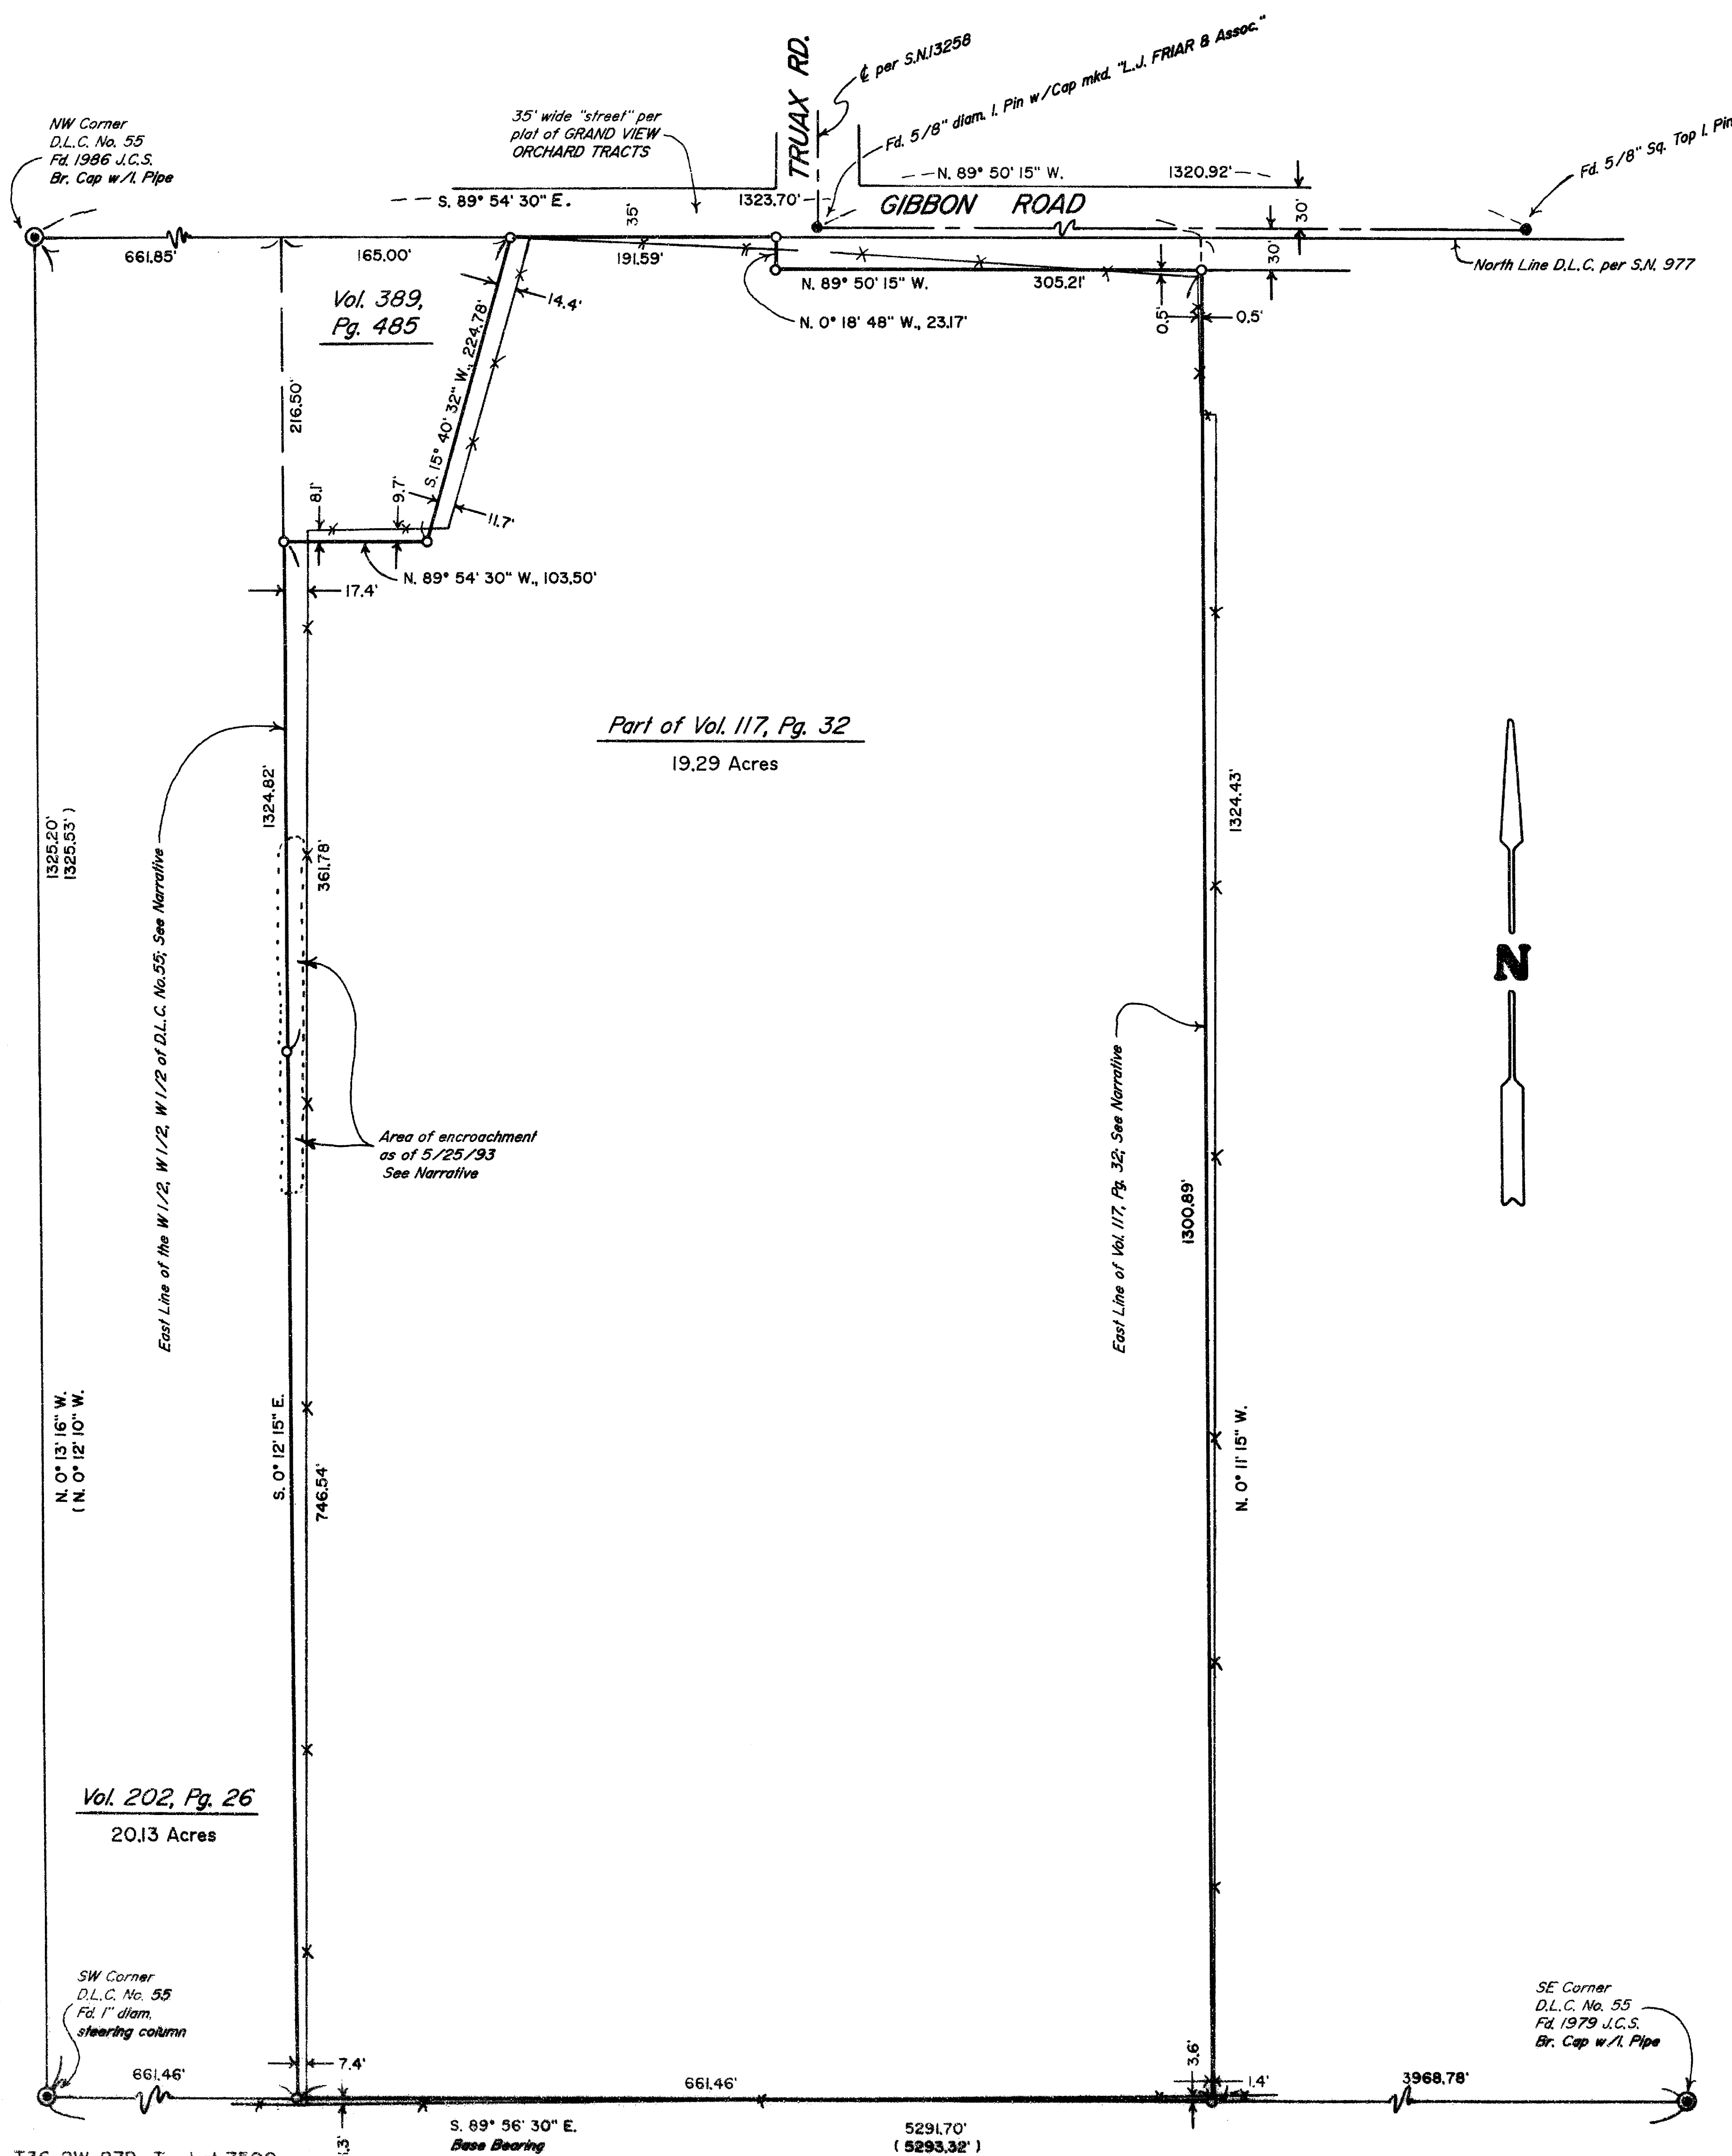 TRUAX RD.
℄ per S.N.13258
Fd. 5/8" diam. I. Pin w/Cap mkd. "L.J. FRIAR & Assoc."
Fd. 5/8" Sq. Top I. Pin
NW Corner
D.L.C. No. 55
Fd. 1986 J.C.S.
Br. Cap w/I. Pipe
35' wide "street" per
plat of GRAND VIEW
ORCHARD TRACTS
S. 89° 54' 30" E.
1323.70'
N. 89° 50' 15" W.
1320.92'
GIBBON ROAD
35'
30'
30'
661.85'
165.00'
191.59'
North Line D.L.C. per S.N. 977
N. 89° 50' 15" W.
305.21'
N. 0° 18' 48" W., 23.17'
0.5'
0.5'
Vol. 389,
Pg. 485
14.4'
S. 15° 40' 32" W., 224.78'
216.50'
8.1'
9.7'
11.7'
N. 89° 54' 30" W., 103.50'
17.4'
Part of Vol. 117, Pg. 32
19.29 Acres
1325.20'
1325.53' )
1324.82'
361.78'
1324.43'
East Line of the W 1/2, W 1/2, W 1/2 of D.L.C. No.55; See Narrative
N
Area of encroachment
as of 5/25/93
See Narrative
East Line of Vol. 117, Pg. 32; See Narrative
1300.89'
N. 0° 13' 16" W.
( N. 0° 12' 10" W.
S. 0° 12' 15" E.
746.54'
N. 0° 11' 15" W.
Vol. 202, Pg. 26
20.13 Acres
SW Corner
D.L.C. No. 55
Fd. 1" diam.
steering column
SE Corner
D.L.C. No. 55
Fd. 1979 J.C.S.
Br. Cap w/I. Pipe
661.46'
7.4'
661.46'
3.6'
1.4'
3968.78'
S. 89° 56' 30" E.
Base Bearing
5291.70'
( 5293.32' )